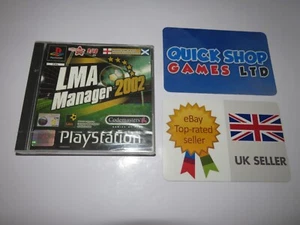 LMA
Manager 2002
Codemasters
PlayStation
QUICK SHOP
GAMES LTD
eBay
Top-rated
seller
UK SELLER